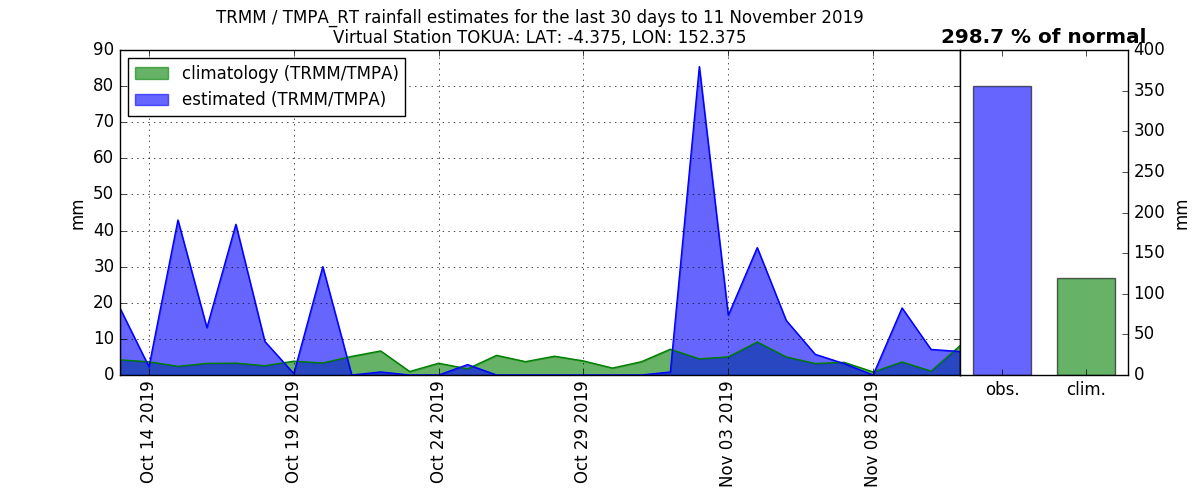 TRMM / TMPA_RT rainfall estimates for the last 30 days to 11 November 2019
Virtual Station TOKUA: LAT: -4.375, LON: 152.375
298.7 % of normal
climatology (TRMM/TMPA)
estimated (TRMM/TMPA)
90
80
70
60
50
40
30
20
10
0
mm
Oct 14 2019
Oct 19 2019
Oct 24 2019
Oct 29 2019
Nov 03 2019
Nov 08 2019
obs.
clim.
400
350
300
250
200
150
100
50
0
mm